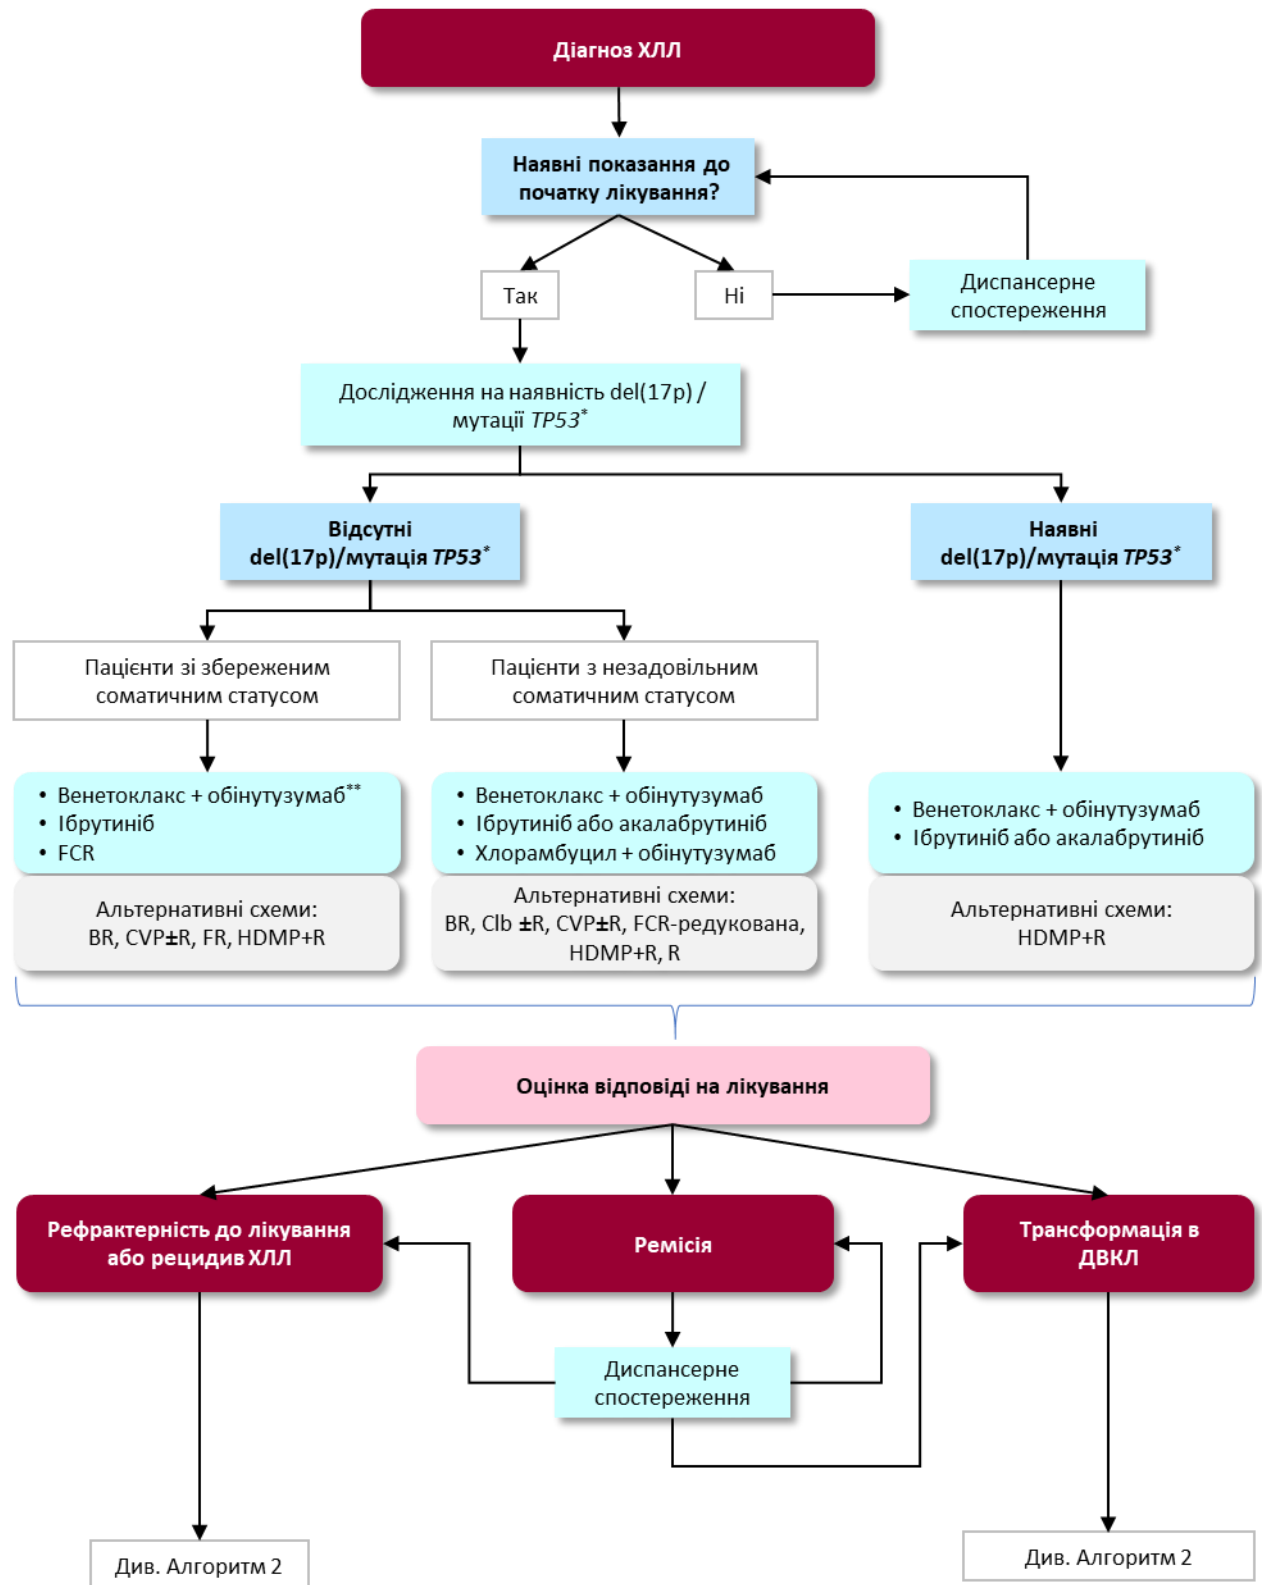 Діагноз ХЛЛ
Наявні показання до
початку лікування?
Так
Ні
Диспансерне
спостереження
Дослідження на наявність del(17p) /
мутації TP53*
Відсутні
del(17p)/мутація TP53*
Наявні
del(17p)/мутація TP53*
Пацієнти зі збереженим
соматичним статусом
Пацієнти з незадовільним
соматичним статусом
• Венетоклакс + обінутузумаб**
• Ібрутиніб
• FCR
Альтернативні схеми:
BR, CVP±R, FR, HDMP+R
• Венетоклакс + обінутузумаб
• Ібрутиніб або акалабрутиніб
• Хлорамбуцил + обінутузумаб
Альтернативні схеми:
BR, Clb ±R, CVP±R, FCR-редукована,
HDMP+R, R
• Венетоклакс + обінутузумаб
• Ібрутиніб або акалабрутиніб
Альтернативні схеми:
HDMP+R
Оцінка відповіді на лікування
Рефрактерність до лікування
або рецидив ХЛЛ
Ремісія
Трансформація в
ДВКЛ
Диспансерне
спостереження
Див. Алгоритм 2
Див. Алгоритм 2